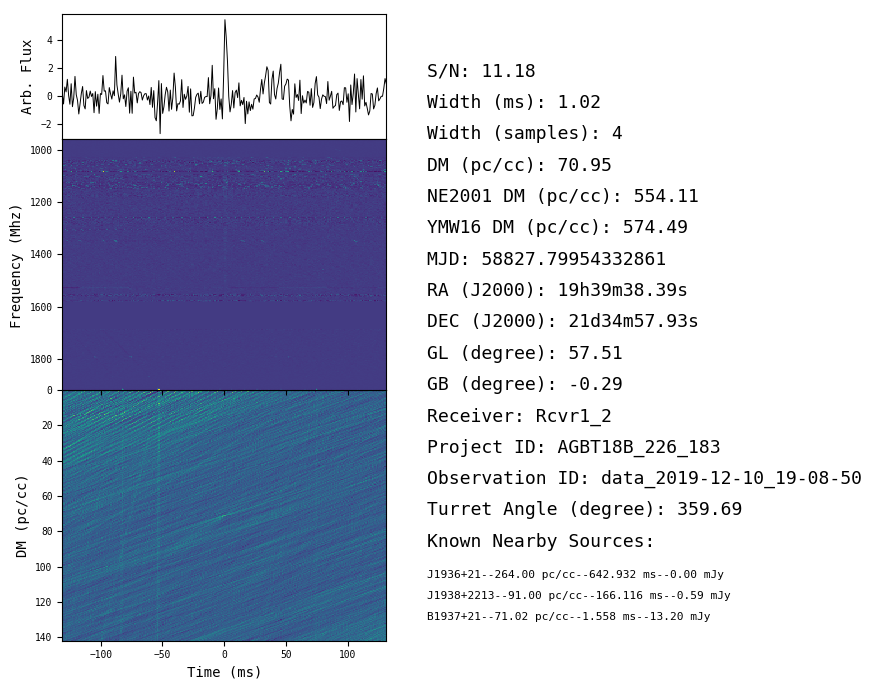 Arb. Flux
4
2
0
−2
Frequency (Mhz)
1000
1200
1400
1600
1800
DM (pc/cc)
0
20
40
60
80
100
120
140
−100 −50 0 50 100
Time (ms)
S/N: 11.18
Width (ms): 1.02
Width (samples): 4
DM (pc/cc): 70.95
NE2001 DM (pc/cc): 554.11
YMW16 DM (pc/cc): 574.49
MJD: 58827.79954332861
RA (J2000): 19h39m38.39s
DEC (J2000): 21d34m57.93s
GL (degree): 57.51
GB (degree): -0.29
Receiver: Rcvr1_2
Project ID: AGBT18B_226_183
Observation ID: data_2019-12-10_19-08-50
Turret Angle (degree): 359.69
Known Nearby Sources:
J1936+21--264.00 pc/cc--642.932 ms--0.00 mJy
J1938+2213--91.00 pc/cc--166.116 ms--0.59 mJy
B1937+21--71.02 pc/cc--1.558 ms--13.20 mJy